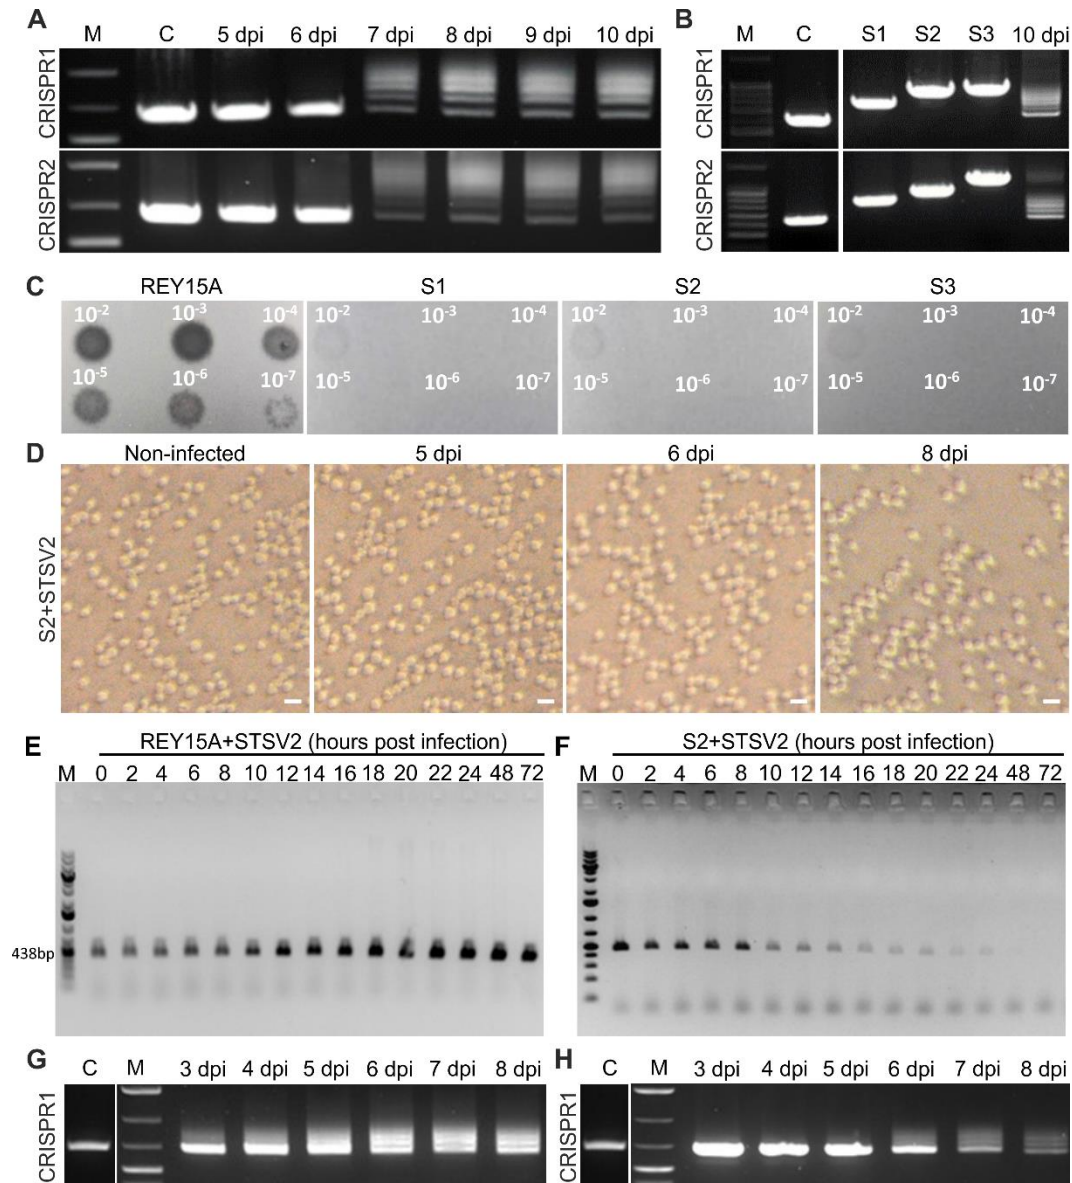 A
M C 5 dpi 6 dpi 7 dpi 8 dpi 9 dpi 10 dpi
CRISPR1
CRISPR2
B
M C S1 S2 S3 10 dpi
CRISPR1
CRISPR2
C
REY15A S1 S2 S3
10-2 10-3 10-4 10-2 10-3 10-4 10-2 10-3 10-4 10-2 10-3 10-4
10-5 10-6 10-7 10-5 10-6 10-7 10-5 10-6 10-7 10-5 10-6 10-7
D
Non-infected 5 dpi 6 dpi 8 dpi
S2+STSV2
E
REY15A+STSV2 (hours post infection)
M 0 2 4 6 8 10 12 14 16 18 20 22 24 48 72
438bp
F
S2+STSV2 (hours post infection)
M 0 2 4 6 8 10 12 14 16 18 20 22 24 48 72
G
C M 3 dpi 4 dpi 5 dpi 6 dpi 7 dpi 8 dpi
CRISPR1
H
C M 3 dpi 4 dpi 5 dpi 6 dpi 7 dpi 8 dpi
CRISPR1